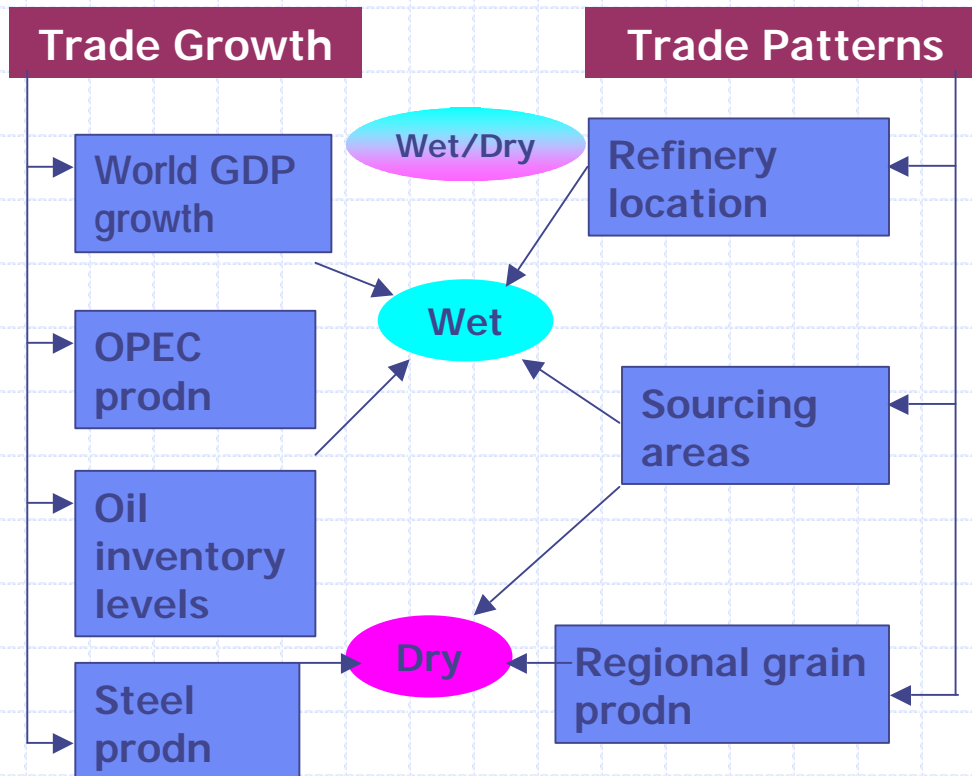 Trade Growth
Trade Patterns
Wet/Dry
World GDP
growth
Refinery
location
Wet
OPEC
prodn
Sourcing
areas
Oil
inventory
levels
Dry
Regional grain
prodn
Steel
prodn